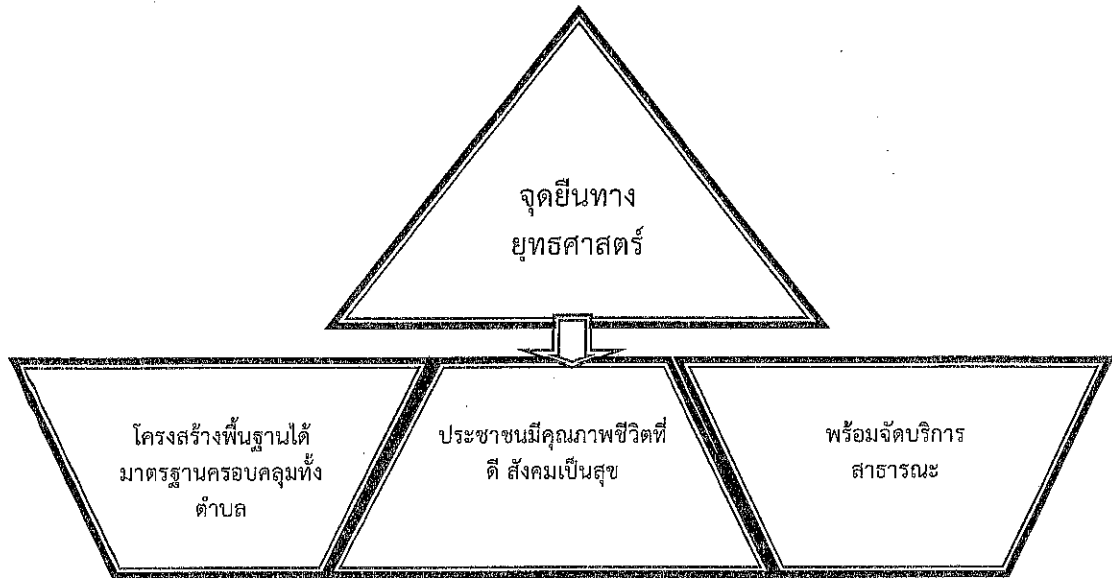 จุดยืนทาง
ยุทธศาสตร์
โครงสร้างพื้นฐานได้
มาตรฐานครอบคลุมทั้ง
ตำบล
ประชาชนมีคุณภาพชีวิตที่
ดี สังคมเป็นสุข
พร้อมจัดบริการ
สาธารณะ